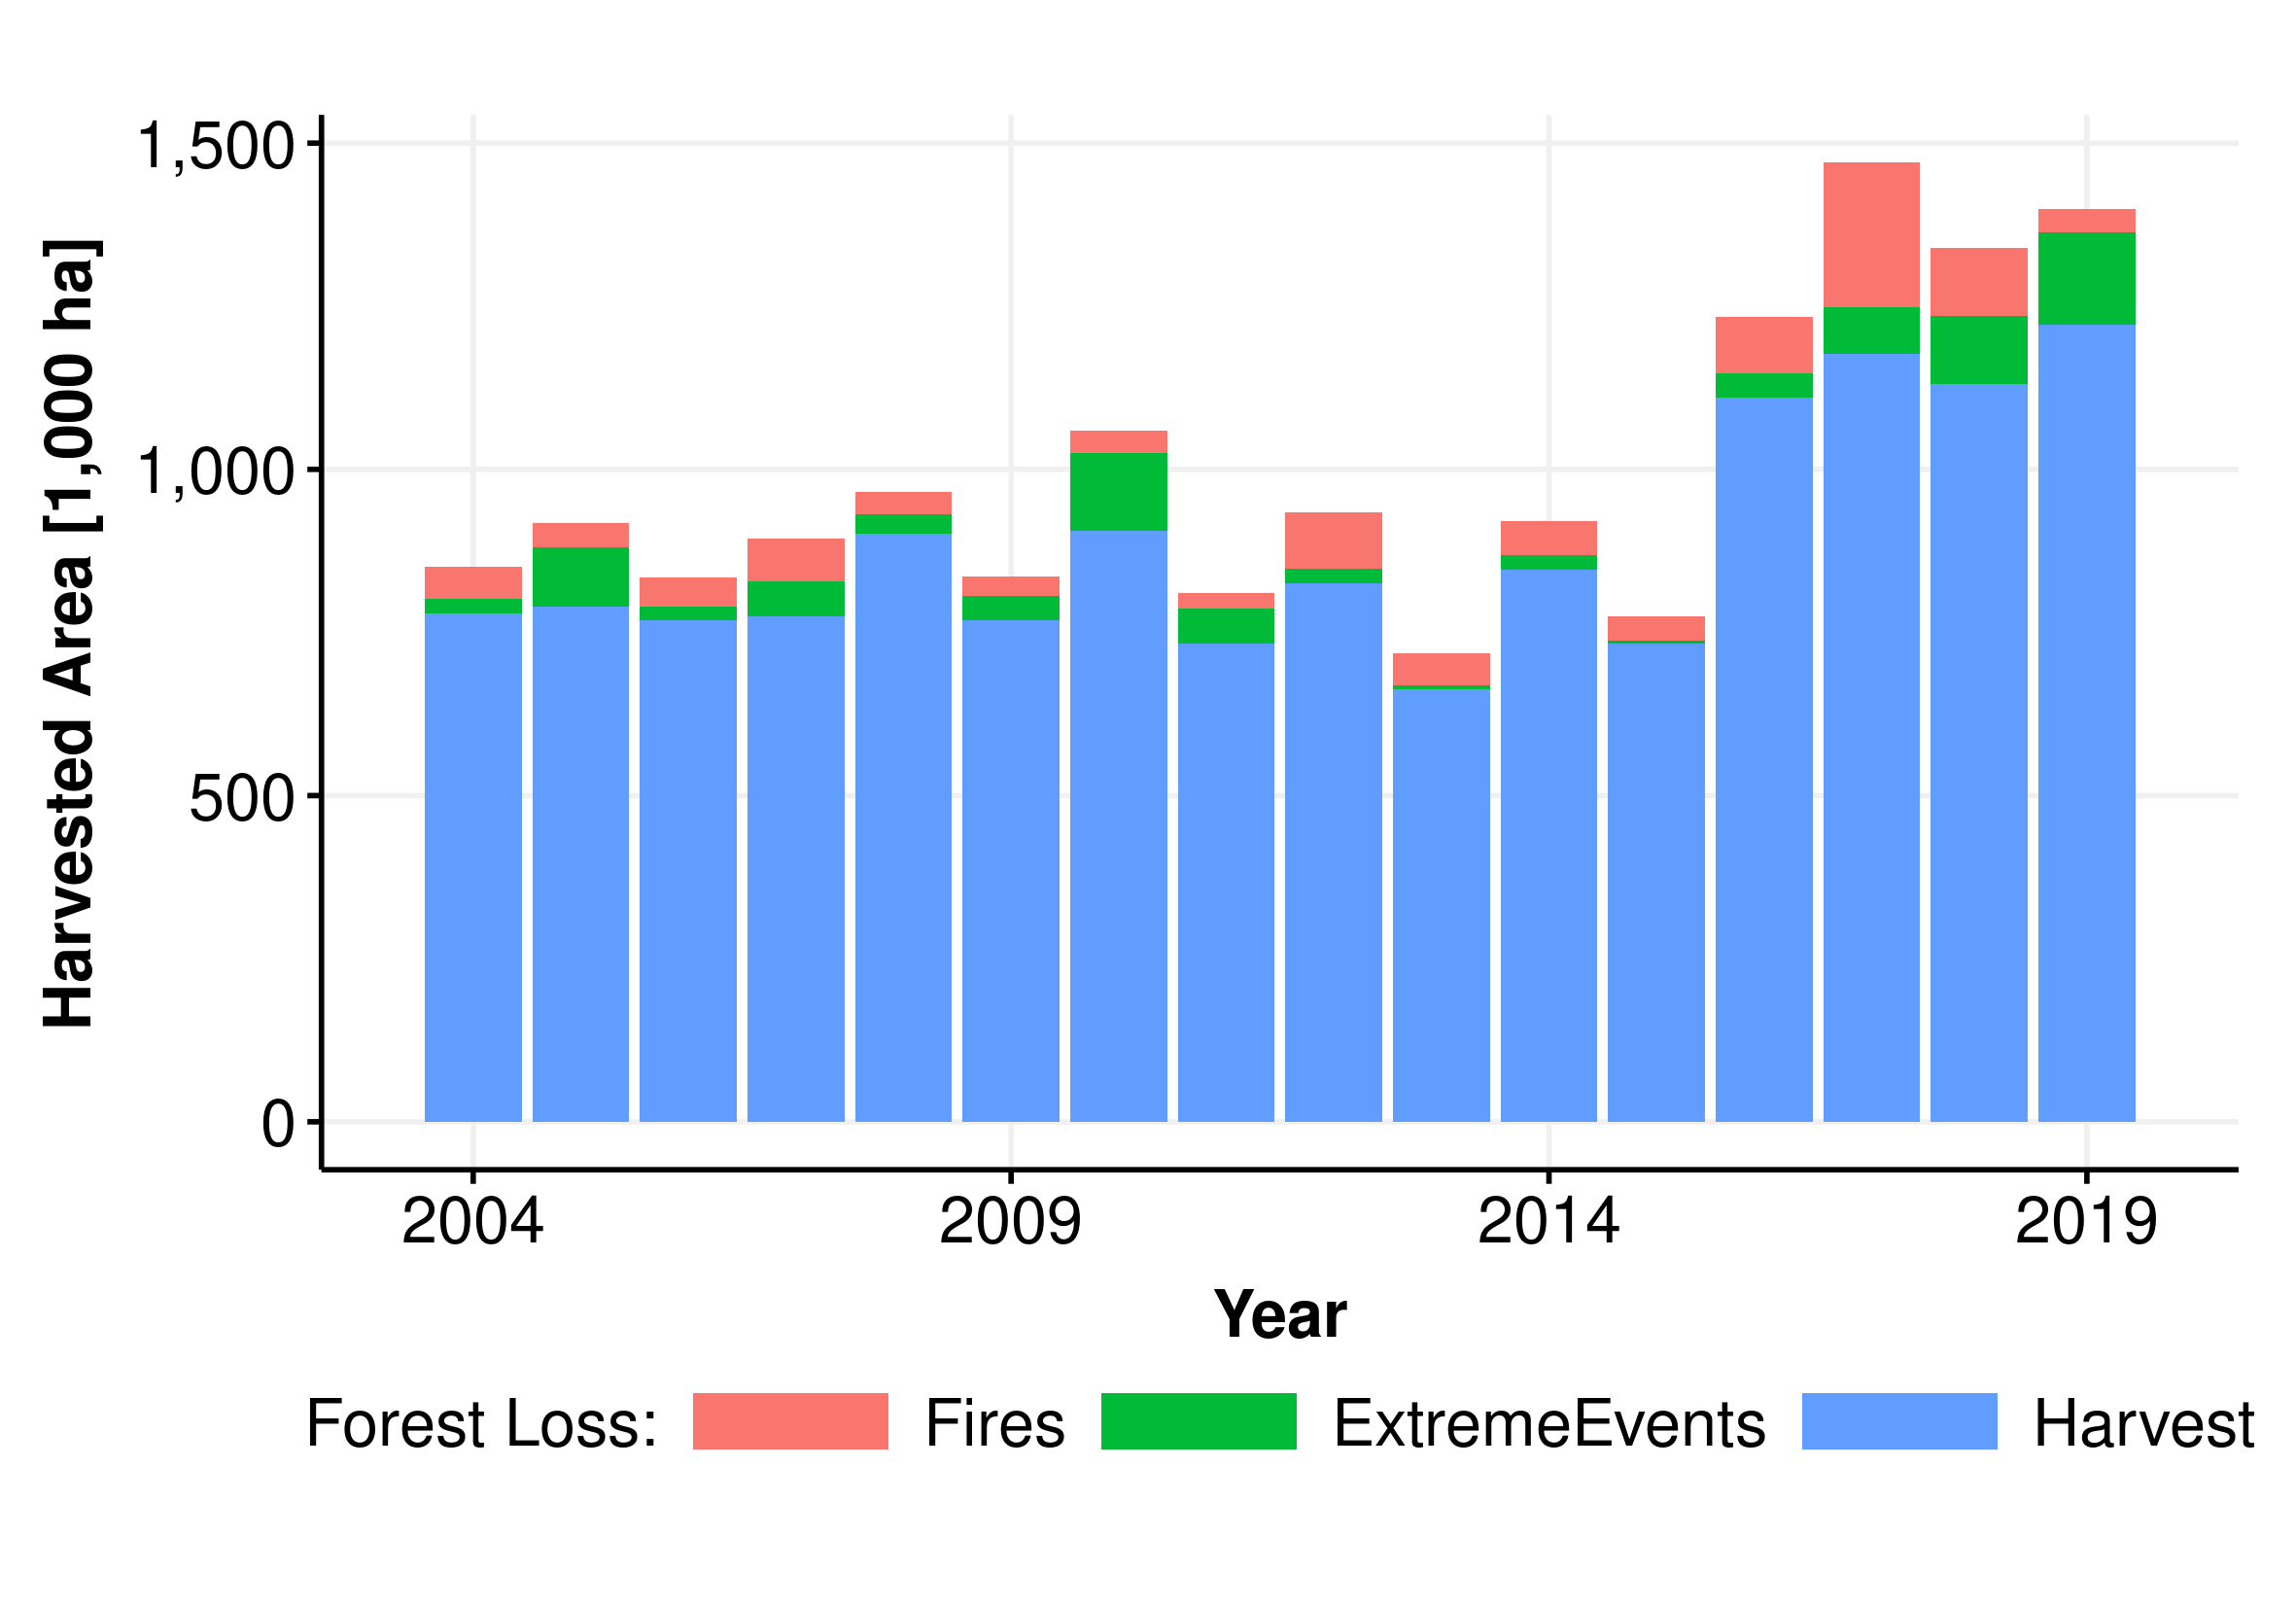 Harvested Area [1,000 ha]
1,500
1,000
500
0
2004 2009 2014 2019
Year
Forest Loss: Fires ExtremeEvents Harvest